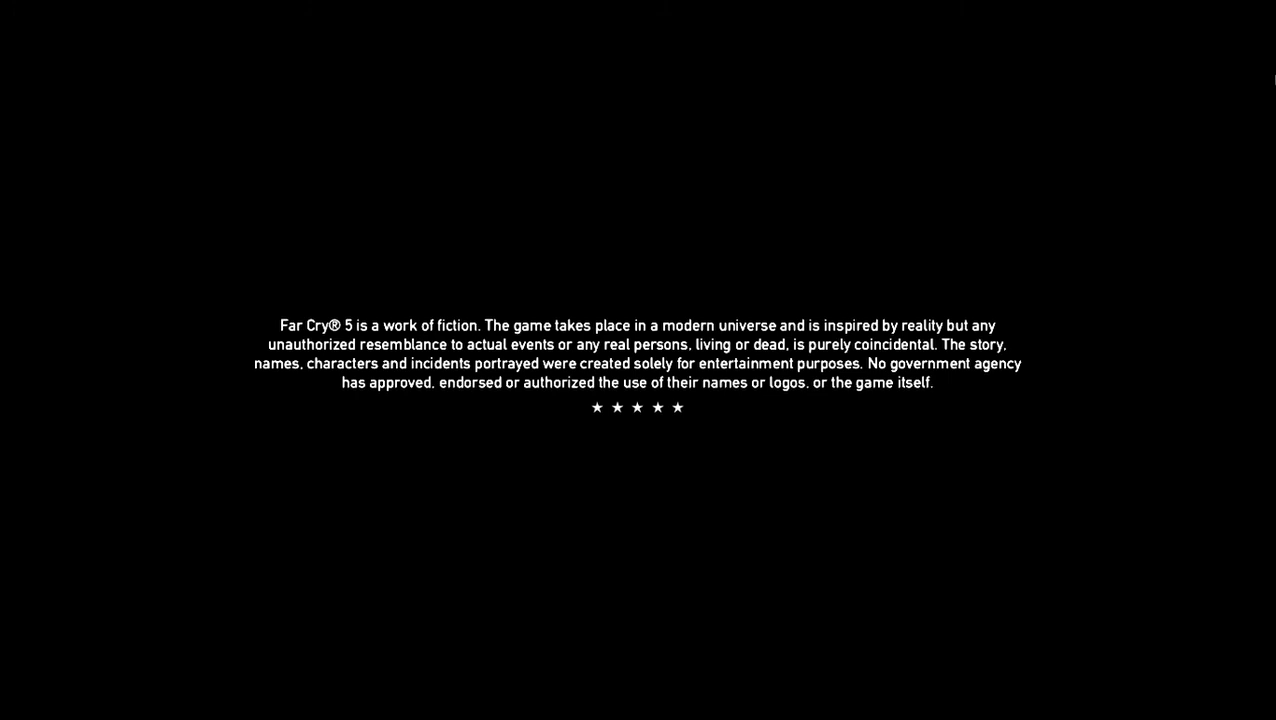 Far Cry® 5 is a work of fiction. The game takes place in a modern universe and is inspired by reality but any
unauthorized resemblance to actual events or any real persons, living or dead, is purely coincidental. The story,
names, characters and incidents portrayed were created solely for entertainment purposes. No government agency
has approved, endorsed or authorized the use of their names or logos, or the game itself.
★ ★ ★ ★ ★